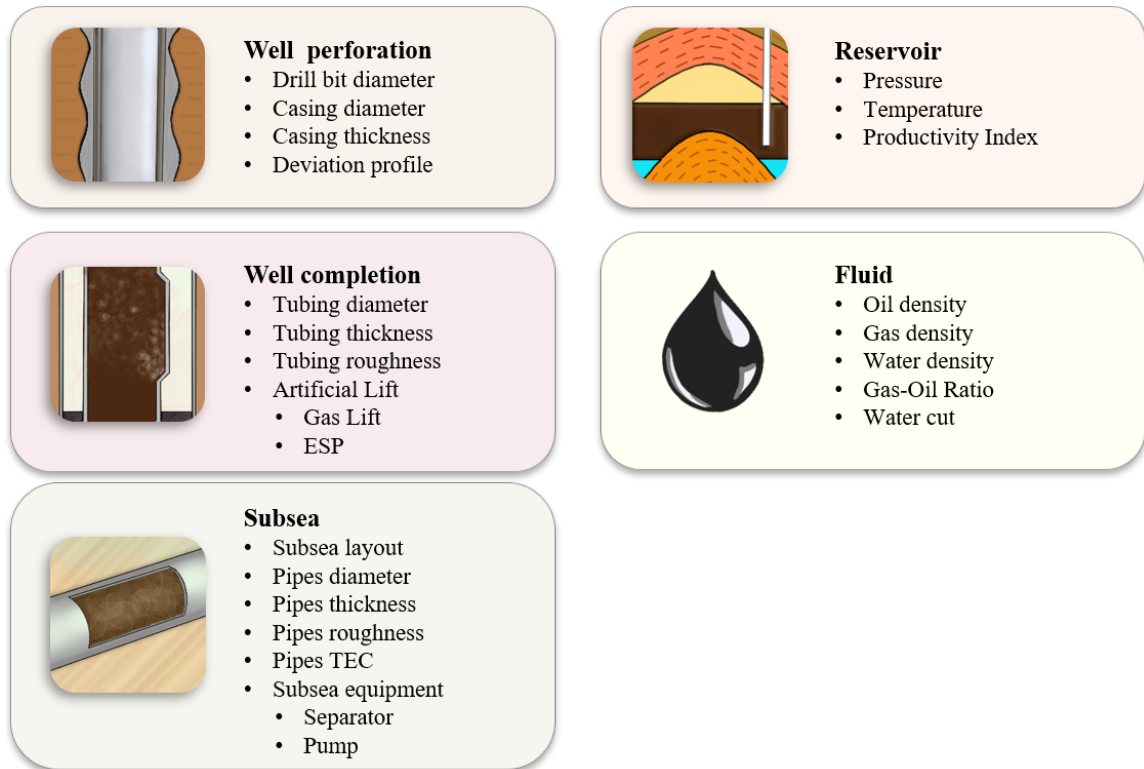 Well perforation
• Drill bit diameter
• Casing diameter
• Casing thickness
• Deviation profile
Reservoir
• Pressure
• Temperature
• Productivity Index
Well completion
• Tubing diameter
• Tubing thickness
• Tubing roughness
• Artificial Lift
• Gas Lift
• ESP
Fluid
• Oil density
• Gas density
• Water density
• Gas-Oil Ratio
• Water cut
Subsea
• Subsea layout
• Pipes diameter
• Pipes thickness
• Pipes roughness
• Pipes TEC
• Subsea equipment
• Separator
• Pump